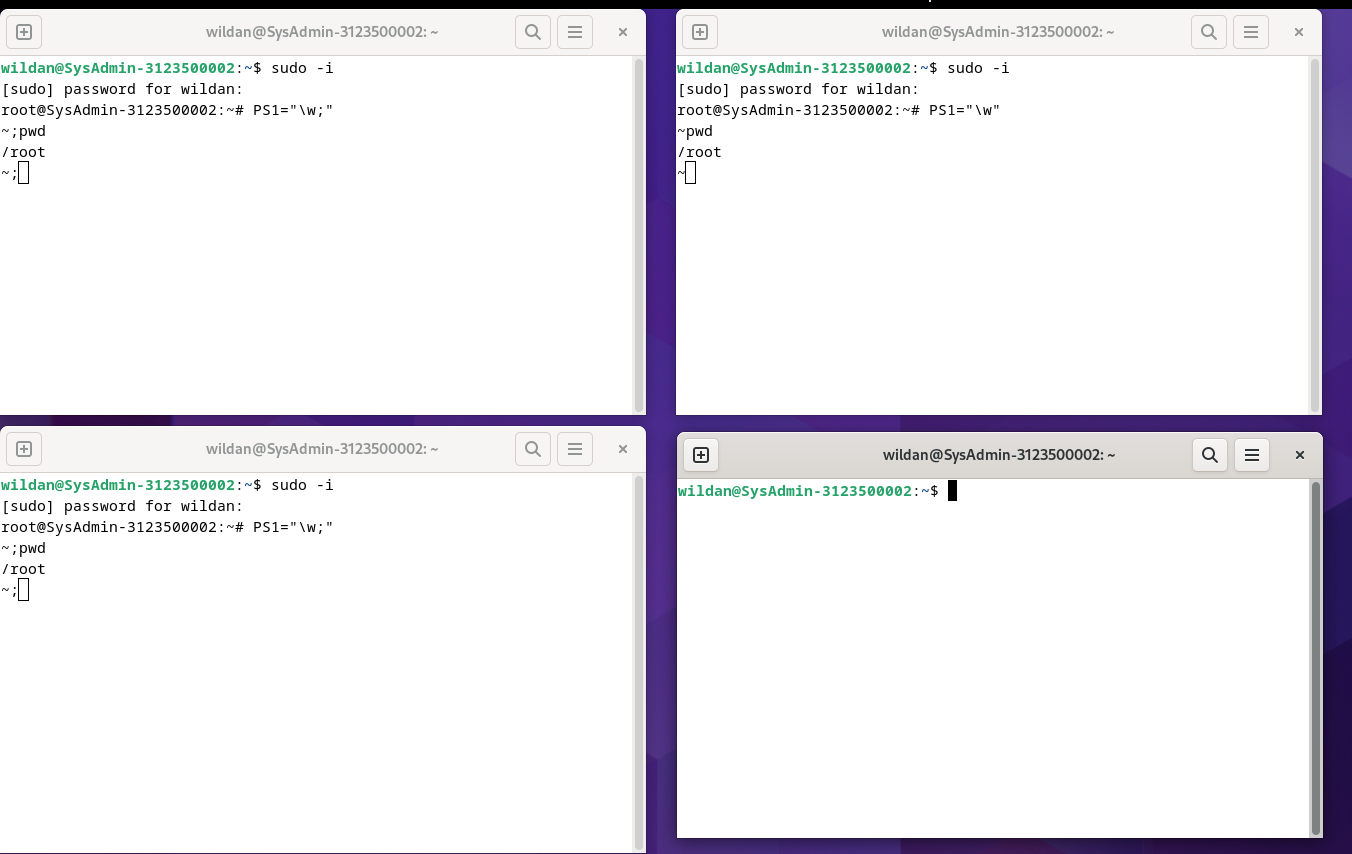 wildan@SysAdmin-3123500002: ~
wildan@SysAdmin-3123500002:~$ sudo -i
[sudo] password for wildan:
root@SysAdmin-3123500002:~# PS1="\w;"
~;pwd
/root
~;
wildan@SysAdmin-3123500002: ~
wildan@SysAdmin-3123500002:~$ sudo -i
[sudo] password for wildan:
root@SysAdmin-3123500002:~# PS1="\w"
~pwd
/root
~
wildan@SysAdmin-3123500002: ~
wildan@SysAdmin-3123500002:~$ sudo -i
[sudo] password for wildan:
root@SysAdmin-3123500002:~# PS1="\w;"
~;pwd
/root
~;
wildan@SysAdmin-3123500002: ~
wildan@SysAdmin-3123500002:~$